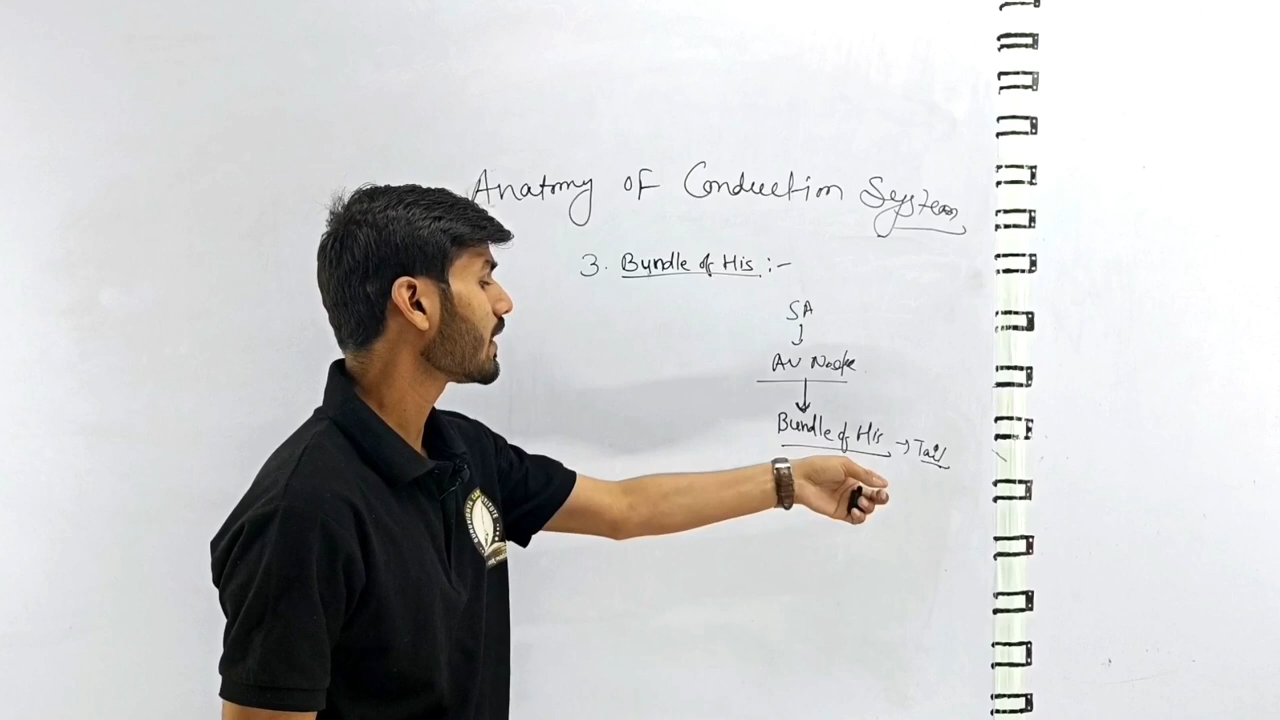 Anatomy of Conduction System
3. Bundle of His :-
SA
↓
AV Node
↓
Bundle of His → Tail